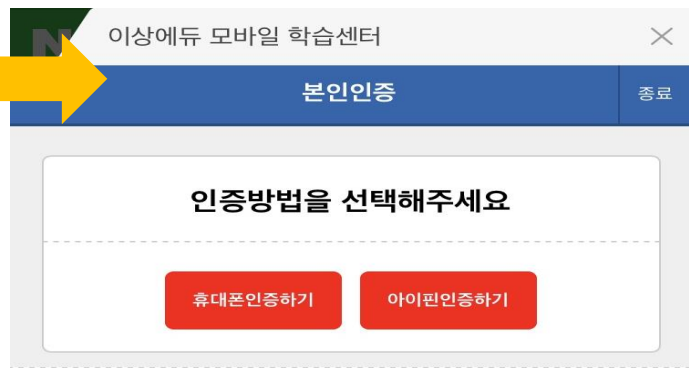 이상에듀 모바일 학습센터
본인인증
종료
인증방법을 선택해주세요
휴대폰인증하기
아이핀인증하기